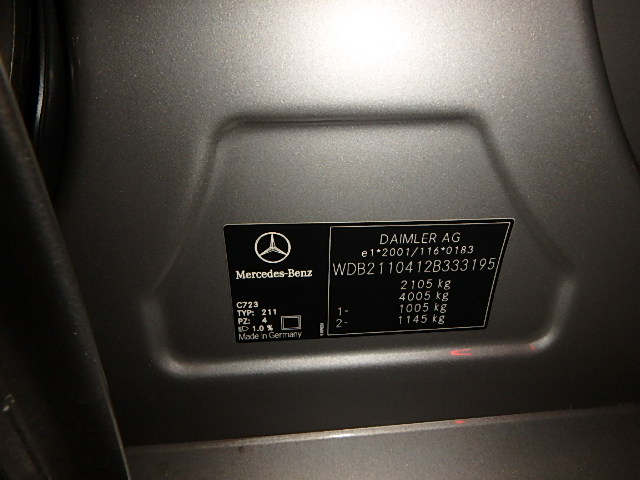 Mercedes-Benz
C723
TYP: 211
PZ: 4
1.0 %
Made in Germany
DAIMLER AG
e1*2001/116*0183
WDB2110412B333195
2105 kg
4005 kg
1- 1005 kg
2- 1145 kg